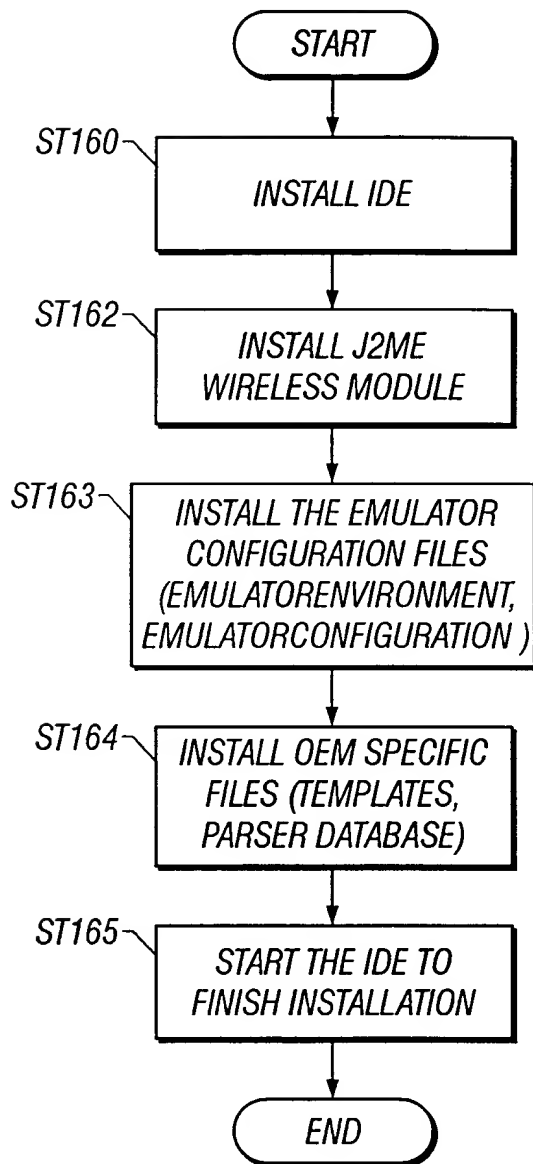 START
ST160
INSTALL IDE
ST162
INSTALL J2ME
WIRELESS MODULE
ST163
INSTALL THE EMULATOR
CONFIGURATION FILES
(EMULATORENVIRONMENT,
EMULATORCONFIGURATION )
ST164
INSTALL OEM SPECIFIC
FILES (TEMPLATES,
PARSER DATABASE)
ST165
START THE IDE TO
FINISH INSTALLATION
END